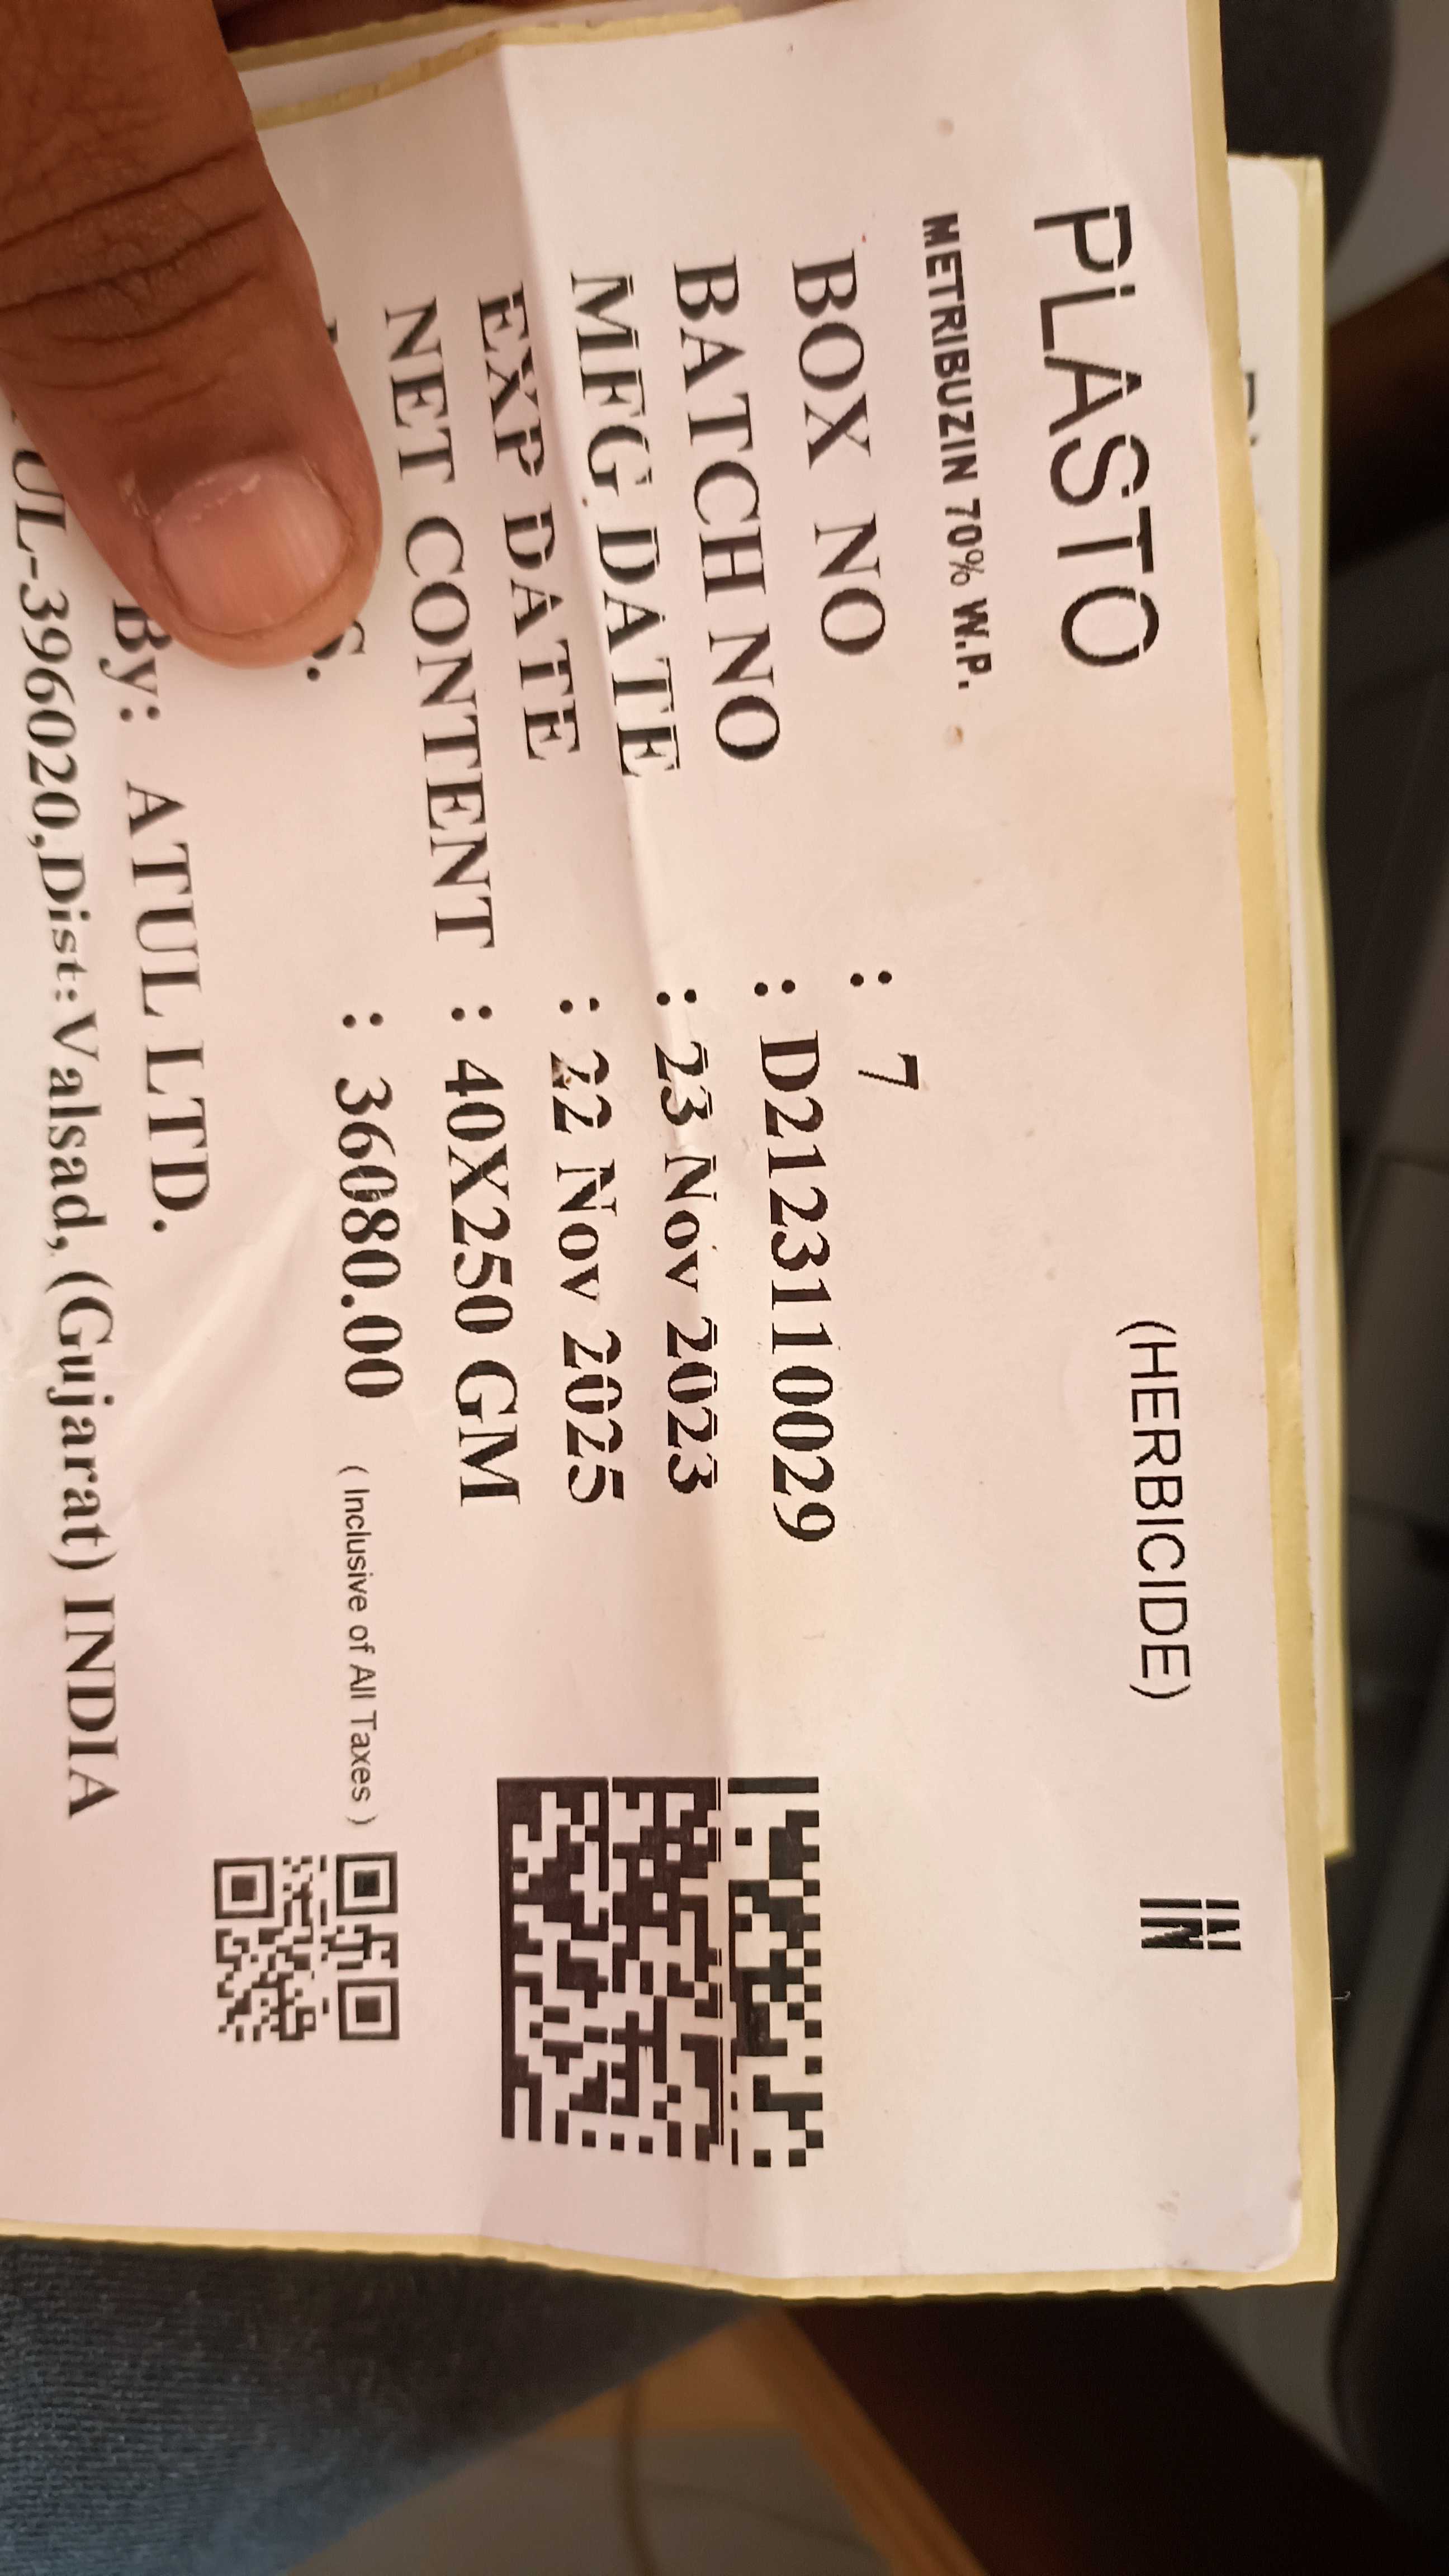 PLASTO (HERBICIDE) IN
METRIBUZIN 70% W.P.
BOX NO : 7
BATCH NO : D2123110029
MFG DATE : 23 Nov 2023
EXP DATE : 22 Nov 2025
NET CONTENT : 40X250 GM
: 36080.00 ( Inclusive of All Taxes )
By: ATUL LTD.
UL-396020,Dist:Valsad, (Gujarat) INDIA